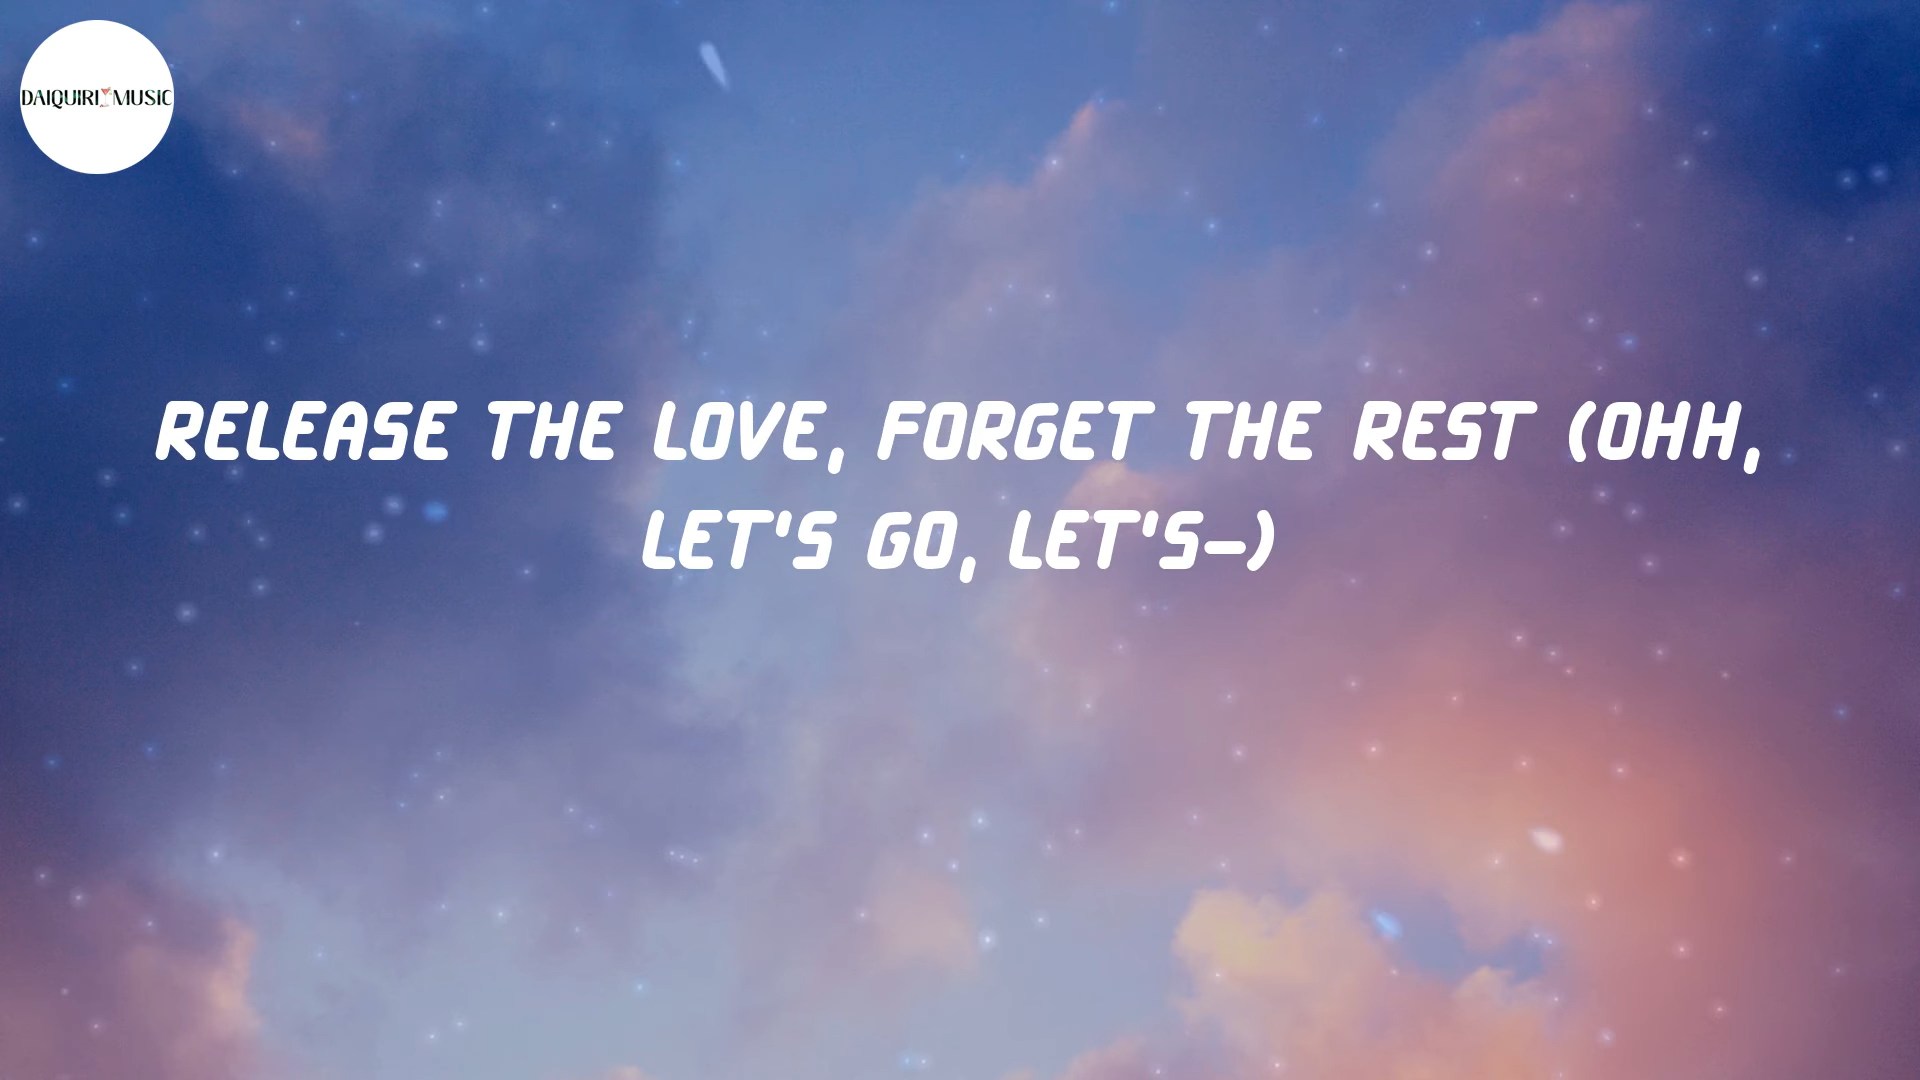 DAIQUIRI MUSIC
RELEASE THE LOVE, FORGET THE REST (OHH,
LET'S GO, LET'S-)